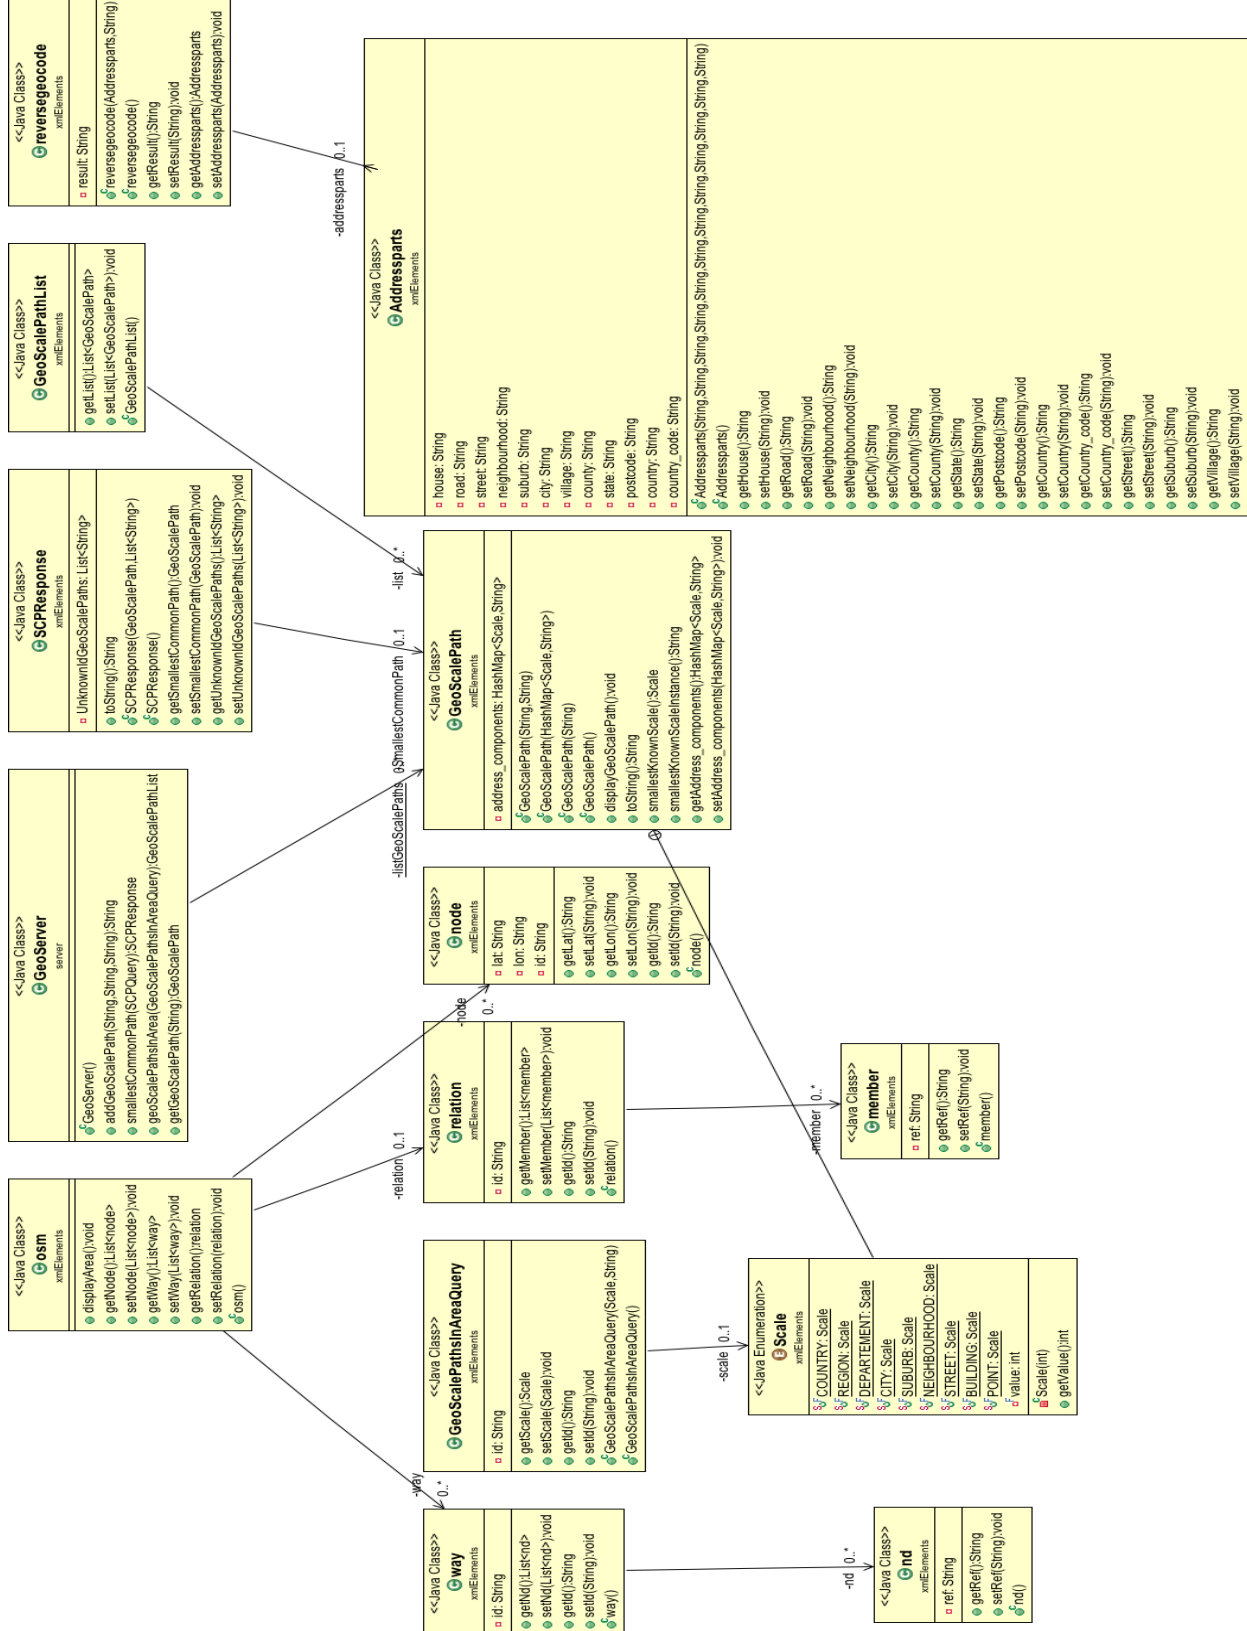 <<Java Class>>
osm
xmlElements
displayArea():void
getNode():List<node>
setNode(List<node>):void
getWay():List<way>
setWay(List<way>):void
getRelation():relation
setRelation(relation):void
osm()
<<Java Class>>
GeoServer
server
GeoServer()
addGeoScalePath(String,String,String):String
smallestCommonPath(SCPQuery):SCPResponse
geoScalePathsInArea(GeoScalePathsInAreaQuery):GeoScalePathList
getGeoScalePath(String):GeoScalePath
<<Java Class>>
SCPResponse
xmlElements
UnknownIdGeoScalePaths: List<String>
toString():String
SCPResponse(GeoScalePath,List<String>)
SCPResponse()
getSmallestCommonPath():GeoScalePath
setSmallestCommonPath(GeoScalePath):void
getUnknownIdGeoScalePaths():List<String>
setUnknownIdGeoScalePaths(List<String>):void
<<Java Class>>
GeoScalePathList
xmlElements
getList():List<GeoScalePath>
setList(List<GeoScalePath>):void
GeoScalePathList()
<<Java Class>>
reversegeocode
xmlElements
result: String
reversegeocode(Addressparts,String)
reversegeocode()
getResult():String
setResult(String):void
getAddressparts():Addressparts
setAddressparts(Addressparts):void
-way
0..*
-relation 0..1
-node
0..*
-listGeoScalePaths 0
-SmallestCommonPath 0..1
-list 0..*
-addressparts 0..1
<<Java Class>>
way
xmlElements
id: String
getNd():List<nd>
setNd(List<nd>):void
getId():String
setId(String):void
way()
<<Java Class>>
GeoScalePathsInAreaQuery
xmlElements
id: String
getScale():Scale
setScale(Scale):void
getId():String
setId(String):void
GeoScalePathsInAreaQuery(Scale,String)
GeoScalePathsInAreaQuery()
<<Java Class>>
relation
xmlElements
id: String
getMember():List<member>
setMember(List<member>):void
getId():String
setId(String):void
relation()
<<Java Class>>
node
xmlElements
lat: String
lon: String
id: String
getLat():String
setLat(String):void
getLon():String
setLon(String):void
getId():String
setId(String):void
node()
<<Java Class>>
GeoScalePath
xmlElements
address_components: HashMap<Scale,String>
GeoScalePath(String,String)
GeoScalePath(HashMap<Scale,String>)
GeoScalePath(String)
GeoScalePath()
displayGeoScalePath():void
toString():String
smallestKnownScale():Scale
smallestKnownScaleInstance():String
getAddress_components():HashMap<Scale,String>
setAddress_components(HashMap<Scale,String>):void
<<Java Class>>
Addressparts
xmlElements
house: String
road: String
street: String
neighbourhood: String
suburb: String
city: String
village: String
county: String
state: String
postcode: String
country: String
country_code: String
Addressparts(String,String,String,String,String,String,String,String,String,String)
Addressparts()
getHouse():String
setHouse(String):void
getRoad():String
setRoad(String):void
getNeighbourhood():String
setNeighbourhood(String):void
getCity():String
setCity(String):void
getCounty():String
setCounty(String):void
getState():String
setState(String):void
getPostcode():String
setPostcode(String):void
getCountry():String
setCountry(String):void
getCountry_code():String
setCountry_code(String):void
getStreet():String
setStreet(String):void
getSuburb():String
setSuburb(String):void
getVillage():String
setVillage(String):void
-scale 0..1
-member 0..*
-nd 0..*
<<Java Class>>
nd
xmlElements
ref: String
getRef():String
setRef(String):void
nd()
<<Java Enumeration>>
Scale
xmlElements
COUNTRY: Scale
REGION: Scale
DEPARTEMENT: Scale
CITY: Scale
SUBURB: Scale
NEIGHBOURHOOD: Scale
STREET: Scale
BUILDING: Scale
POINT: Scale
value: int
Scale(int)
getValue():int
<<Java Class>>
member
xmlElements
ref: String
getRef():String
setRef(String):void
member()